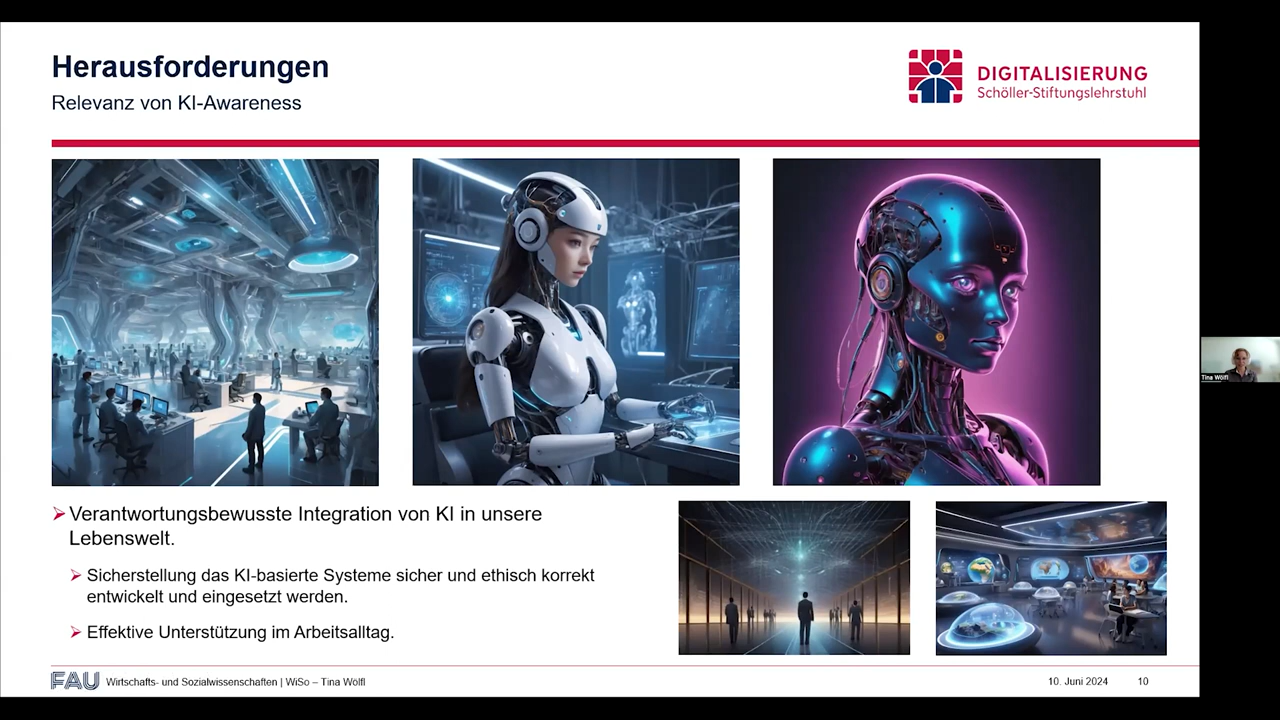 Herausforderungen
Relevanz von KI-Awareness
DIGITALISIERUNG
Schöller-Stiftungslehrstuhl
Verantwortungsbewusste Integration von KI in unsere
Lebenswelt.
Sicherstellung das KI-basierte Systeme sicher und ethisch korrekt
entwickelt und eingesetzt werden.
Effektive Unterstützung im Arbeitsalltag.
FAU Wirtschafts- und Sozialwissenschaften | WiSo – Tina Wölfl
10. Juni 2024 10
Tina Wölfl